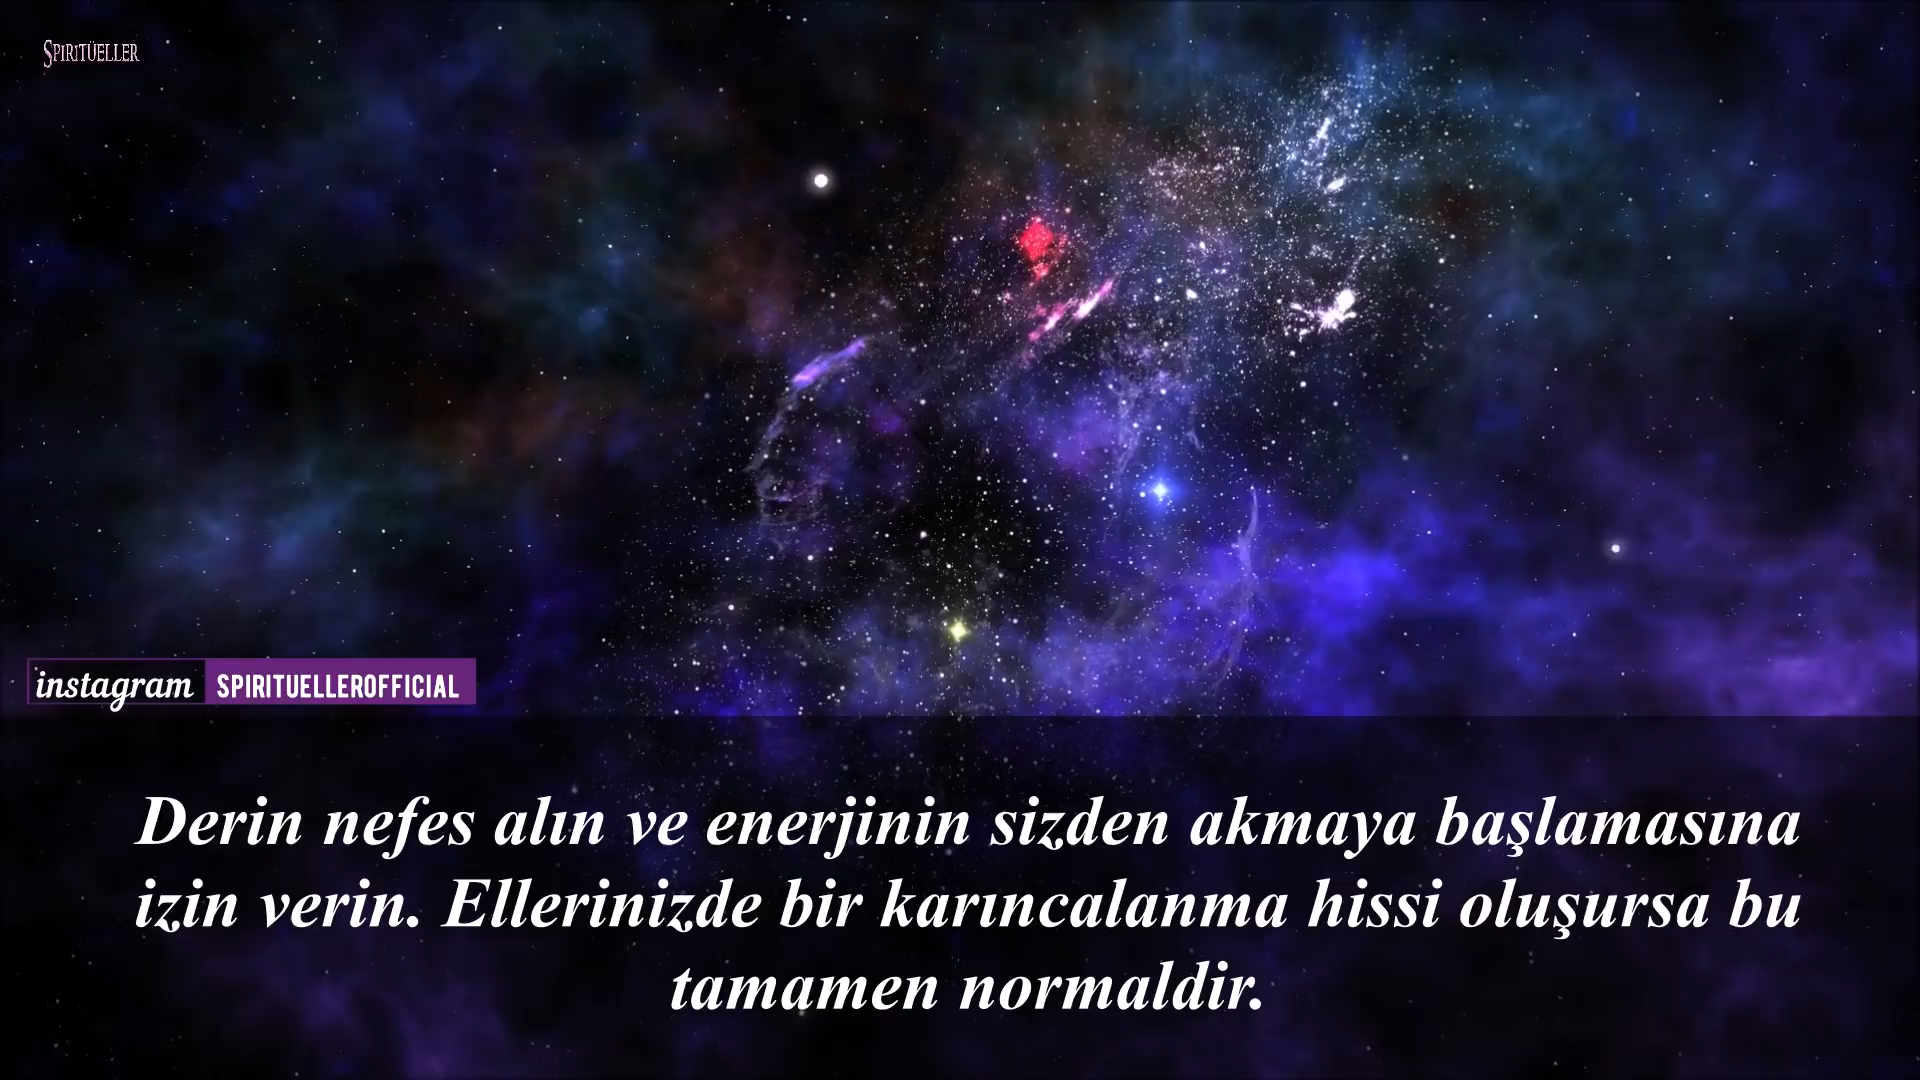 SPIRITÜELLER
instagram SPIRITUELLEROFFICIAL
Derin nefes alın ve enerjinin sizden akmaya başlamasına
izin verin. Ellerinizde bir karıncalanma hissi oluşursa bu
tamamen normaldir.